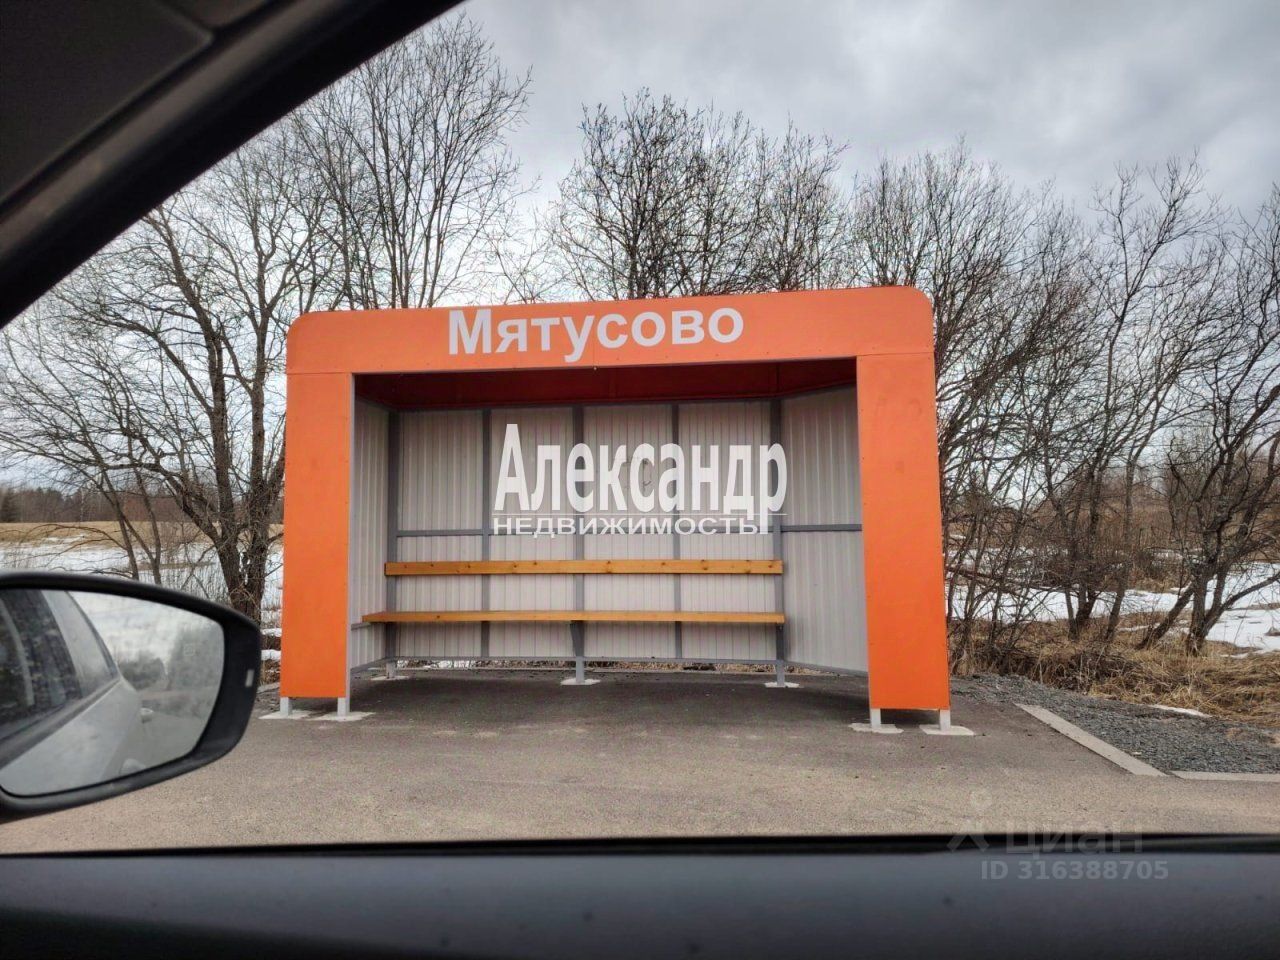 Мятусово
Александр
НЕДВИЖИМОСТЬ
Циан
ID 316388705